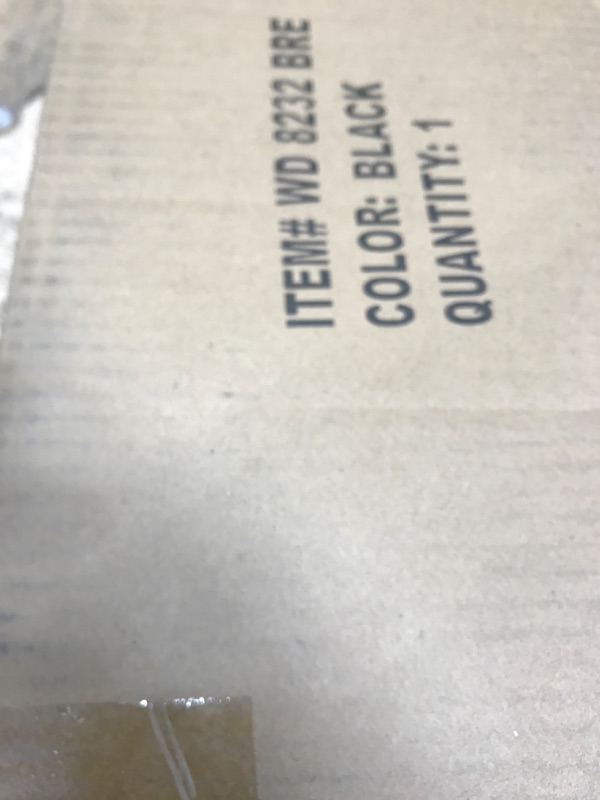 ITEM# WD 8232 BRE
COLOR: BLACK
QUANTITY: 1